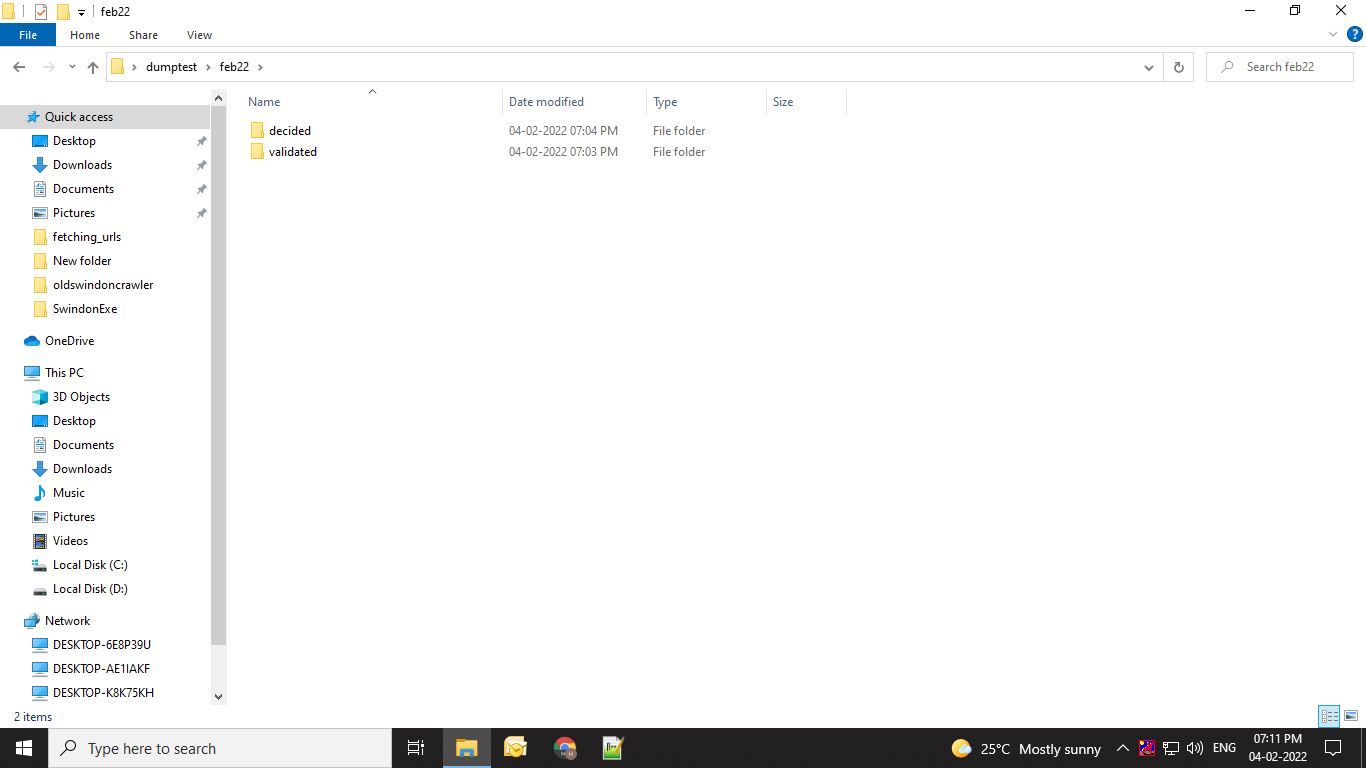 feb22
File Home Share View
dumptest feb22
Search feb22
Name Date modified Type Size
decided 04-02-2022 07:04 PM File folder
validated 04-02-2022 07:03 PM File folder
Quick access
Desktop
Downloads
Documents
Pictures
fetching_urls
New folder
oldswindoncrawler
SwindonExe
OneDrive
This PC
3D Objects
Desktop
Documents
Downloads
Music
Pictures
Videos
Local Disk (C:)
Local Disk (D:)
Network
DESKTOP-6E8P39U
DESKTOP-AE1IAKF
DESKTOP-K8K75KH
2 items
Type here to search
25°C Mostly sunny
ENG
07:11 PM
04-02-2022